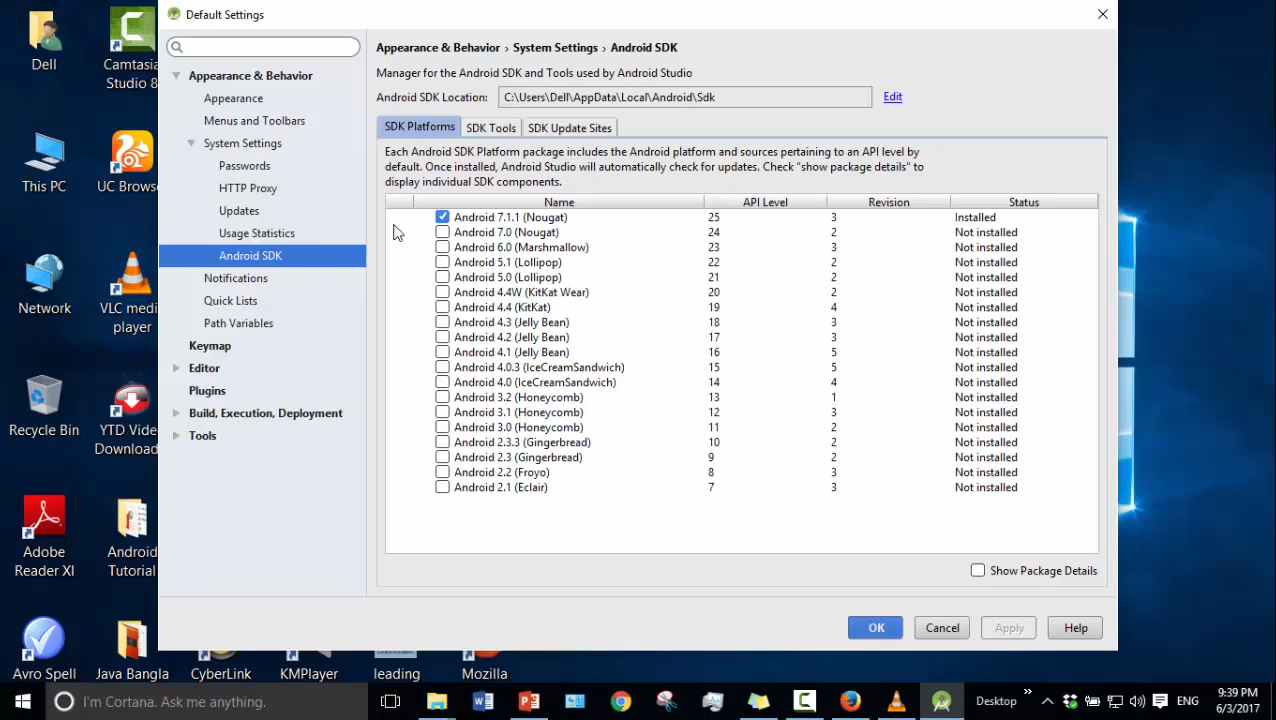 Default Settings
Dell
Camtasia
Studio 8
This PC
UC Brows
Network
VLC medi
player
Recycle Bin
YTD Vide
Download
Adobe
Reader XI
Android
Tutorial
Avro Spell
Java Bangla
CyberLink
KMPlayer
leading
Mozilla
Appearance & Behavior
Appearance
Menus and Toolbars
System Settings
Passwords
HTTP Proxy
Updates
Usage Statistics
Android SDK
Notifications
Quick Lists
Path Variables
Keymap
Editor
Plugins
Build, Execution, Deployment
Tools
Appearance & Behavior › System Settings › Android SDK
Manager for the Android SDK and Tools used by Android Studio
Android SDK Location: C:\Users\Dell\AppData\Local\Android\Sdk Edit
SDK Platforms SDK Tools SDK Update Sites
Each Android SDK Platform package includes the Android platform and sources pertaining to an API level by
default. Once installed, Android Studio will automatically check for updates. Check "show package details" to
display individual SDK components.
Name API Level Revision Status
Android 7.1.1 (Nougat) 25 3 Installed
Android 7.0 (Nougat) 24 2 Not installed
Android 6.0 (Marshmallow) 23 3 Not installed
Android 5.1 (Lollipop) 22 2 Not installed
Android 5.0 (Lollipop) 21 2 Not installed
Android 4.4W (KitKat Wear) 20 2 Not installed
Android 4.4 (KitKat) 19 4 Not installed
Android 4.3 (Jelly Bean) 18 3 Not installed
Android 4.2 (Jelly Bean) 17 3 Not installed
Android 4.1 (Jelly Bean) 16 5 Not installed
Android 4.0.3 (IceCreamSandwich) 15 5 Not installed
Android 4.0 (IceCreamSandwich) 14 4 Not installed
Android 3.2 (Honeycomb) 13 1 Not installed
Android 3.1 (Honeycomb) 12 3 Not installed
Android 3.0 (Honeycomb) 11 2 Not installed
Android 2.3.3 (Gingerbread) 10 2 Not installed
Android 2.3 (Gingerbread) 9 2 Not installed
Android 2.2 (Froyo) 8 3 Not installed
Android 2.1 (Eclair) 7 3 Not installed
Show Package Details
OK Cancel Apply Help
I'm Cortana. Ask me anything.
Desktop
ENG
9:39 PM
6/3/2017